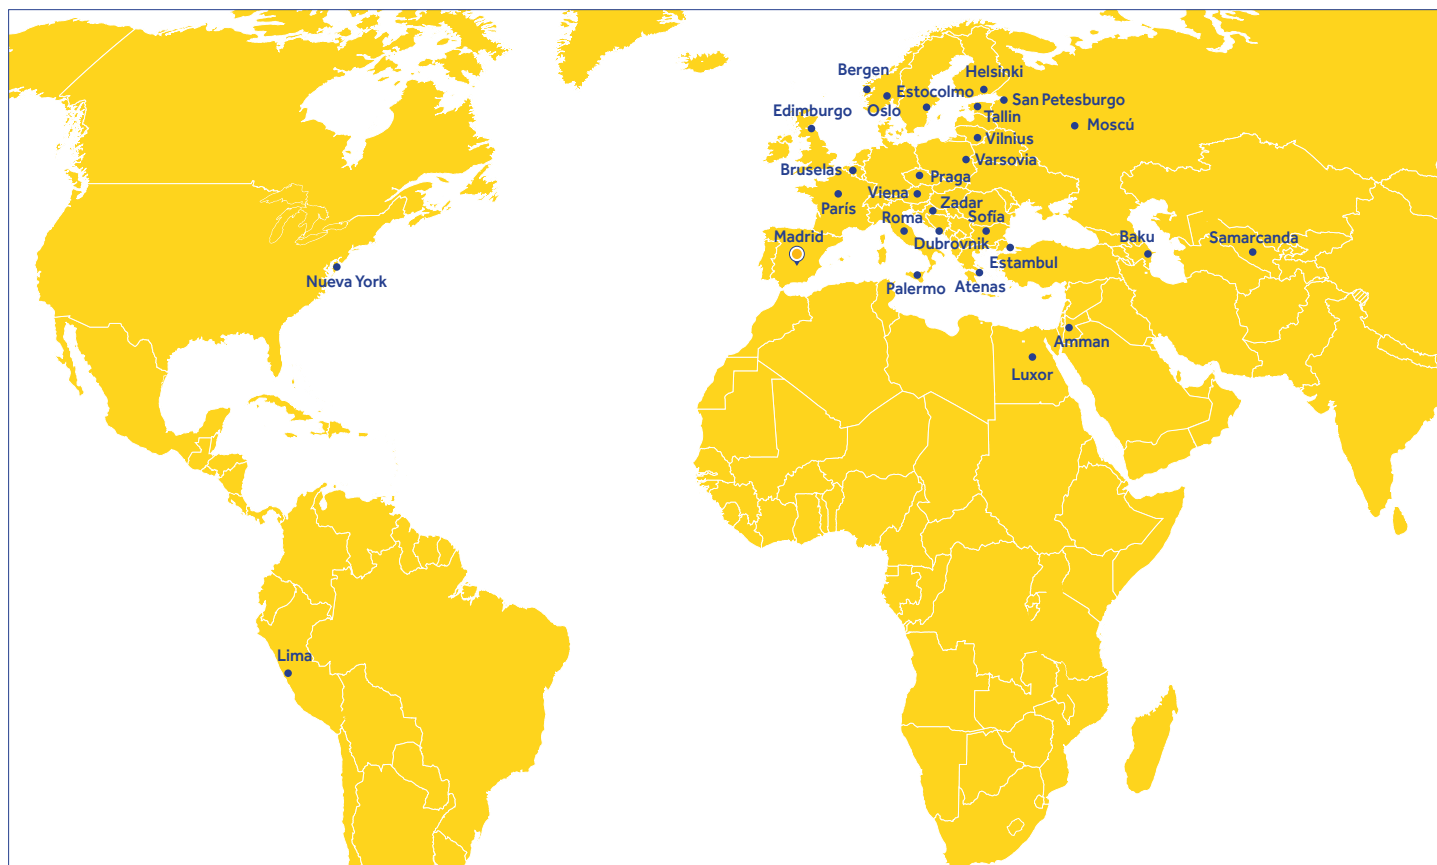 Bergen
Helsinki
Estocolmo
San Petesburgo
Edimburgo
Oslo
Tallin
Moscú
Vilnius
Bruselas
Varsovia
Praga
Viena
París
Zadar
Roma
Sofía
Madrid
Dubrovnik
Baku
Samarcanda
Estambul
Nueva York
Palermo
Atenas
Amman
Luxor
Lima